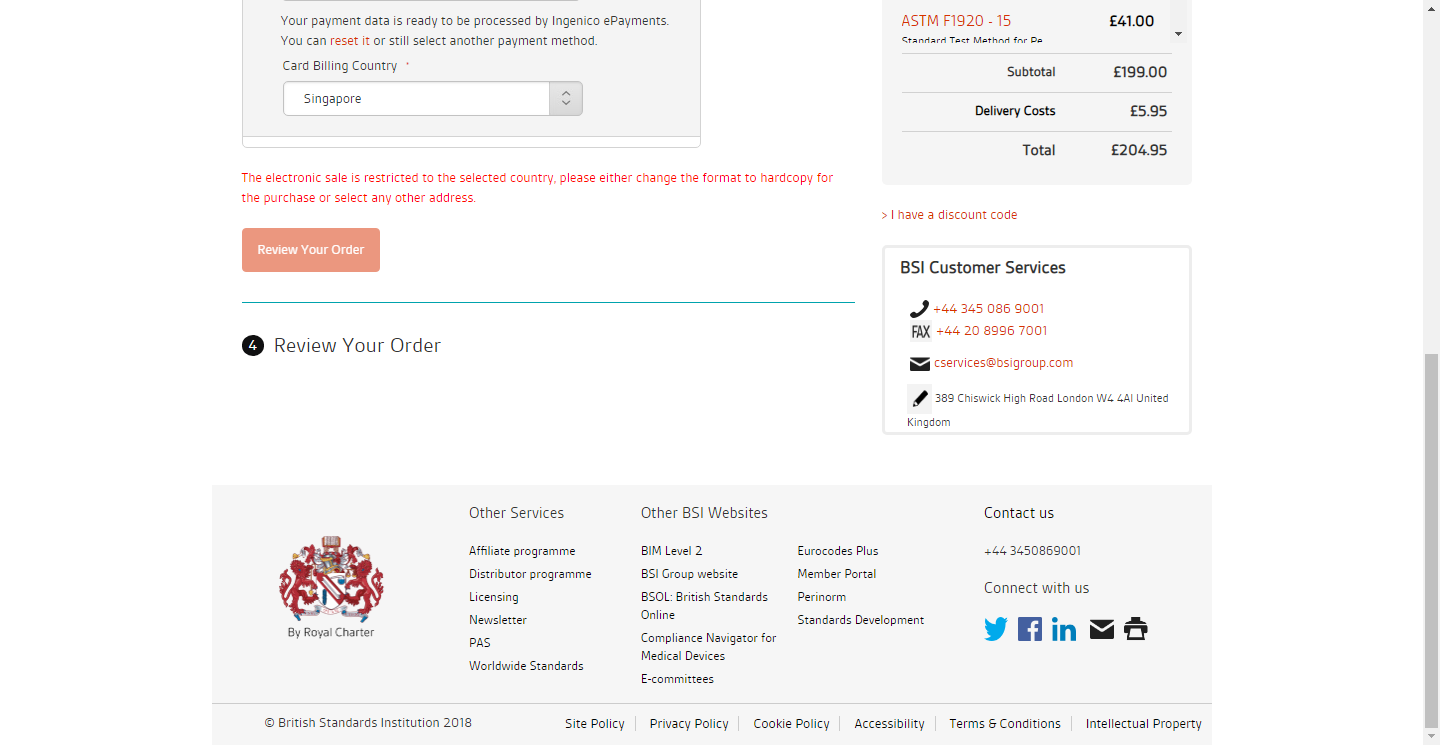 Your payment data is ready to be processed by Ingenico ePayments.
You can reset it or still select another payment method.
Card Billing Country *
Singapore
The electronic sale is restricted to the selected country, please either change the format to hardcopy for
the purchase or select any other address.
Review Your Order
4 Review Your Order
ASTM F1920 - 15 £41.00
Standard Test Method for Pe
Subtotal £199.00
Delivery Costs £5.95
Total £204.95
> I have a discount code
BSI Customer Services
+44 345 086 9001
FAX +44 20 8996 7001
cservices@bsigroup.com
389 Chiswick High Road London W4 4Al United
Kingdom
By Royal Charter
Other Services
Affiliate programme
Distributor programme
Licensing
Newsletter
PAS
Worldwide Standards
Other BSI Websites
BIM Level 2
BSI Group website
BSOL: British Standards
Online
Compliance Navigator for
Medical Devices
E-committees
Eurocodes Plus
Member Portal
Perinorm
Standards Development
Contact us
+44 3450869001
Connect with us
© British Standards Institution 2018
Site Policy
Privacy Policy
Cookie Policy
Accessibility
Terms & Conditions
Intellectual Property